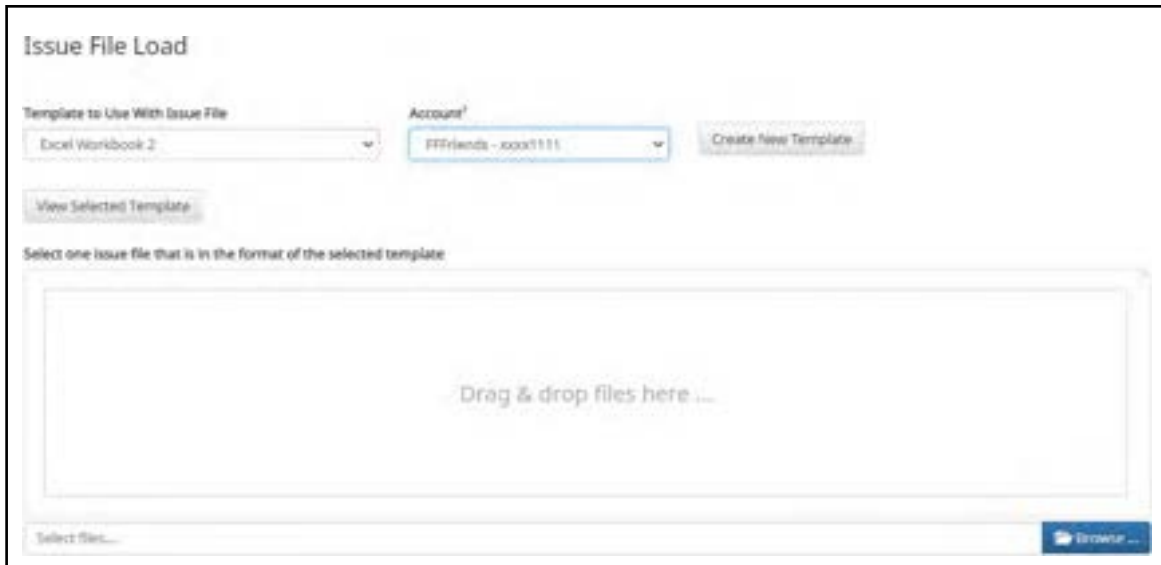 Issue File Load
Template to Use With Issue File
Account¹
Excel Workbook 2
FFFriends - xxxx1111
Create New Template
View Selected Template
Select one issue file that is in the format of the selected template
Drag & drop files here ...
Select files...
Browse ...